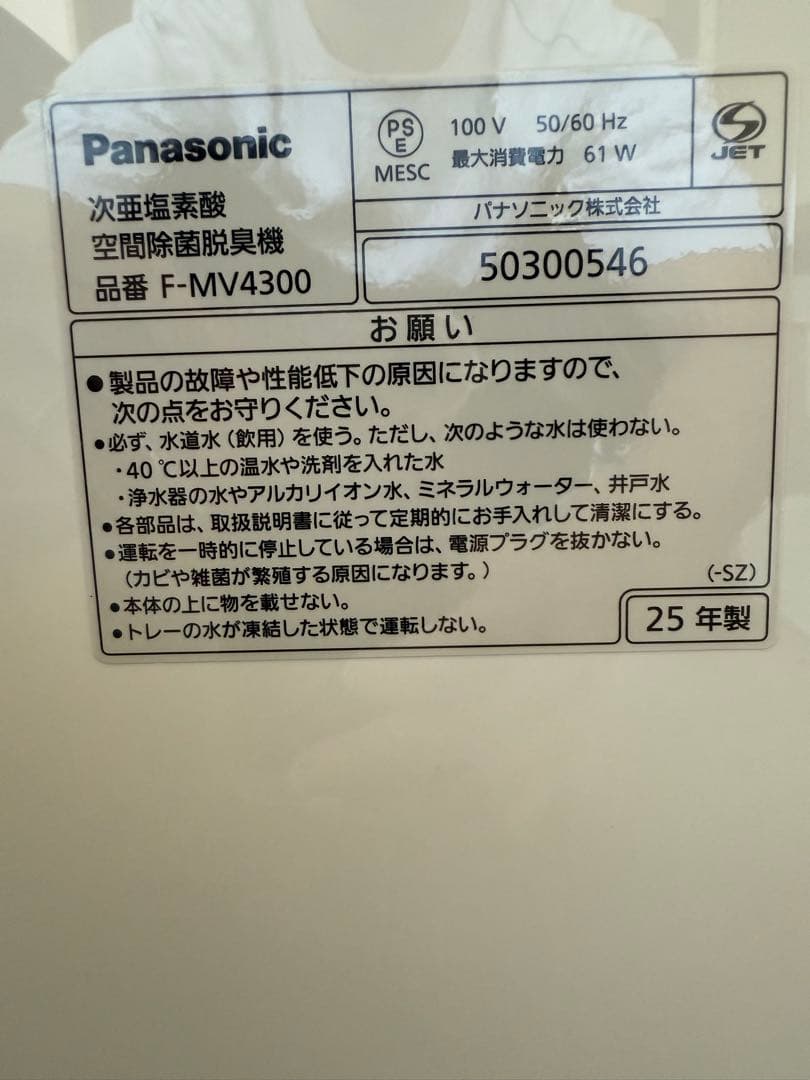 Panasonic
次亜塩素酸
空間除菌脱臭機
品番 F-MV4300
PS
E
MESC
100 V 50/60 Hz
最大消費電力 61 W
JET
パナソニック株式会社
50300546
お願い
●製品の故障や性能低下の原因になりますので、
次の点をお守りください。
●必ず、水道水（飲用）を使う。ただし、次のような水は使わない。
・40 ℃以上の温水や洗剤を入れた水
・浄水器の水やアルカリイオン水、ミネラルウォーター、井戸水
●各部品は、取扱説明書に従って定期的にお手入れして清潔にする。
●運転を一時的に停止している場合は、電源プラグを抜かない。
（カビや雑菌が繁殖する原因になります。）
(-SZ)
●本体の上に物を載せない。
●トレーの水が凍結した状態で運転しない。
25 年製